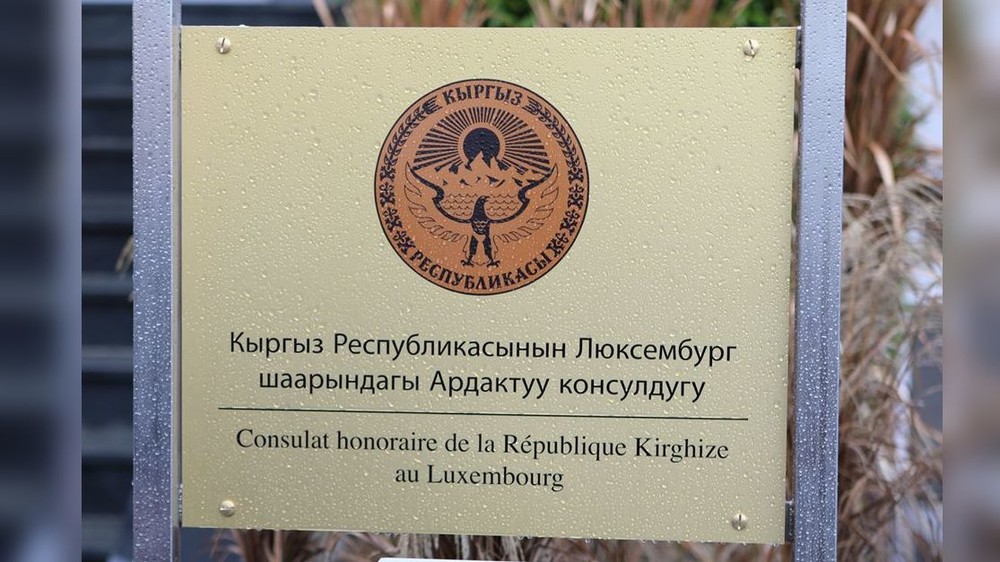 КЫРГЫЗ
РЕСПУБЛИКАСЫ
Кыргыз Республикасынын Люксембург
шаарындагы Ардактуу консулдугу
Consulat honoraire de la République Kirghize
au Luxembourg